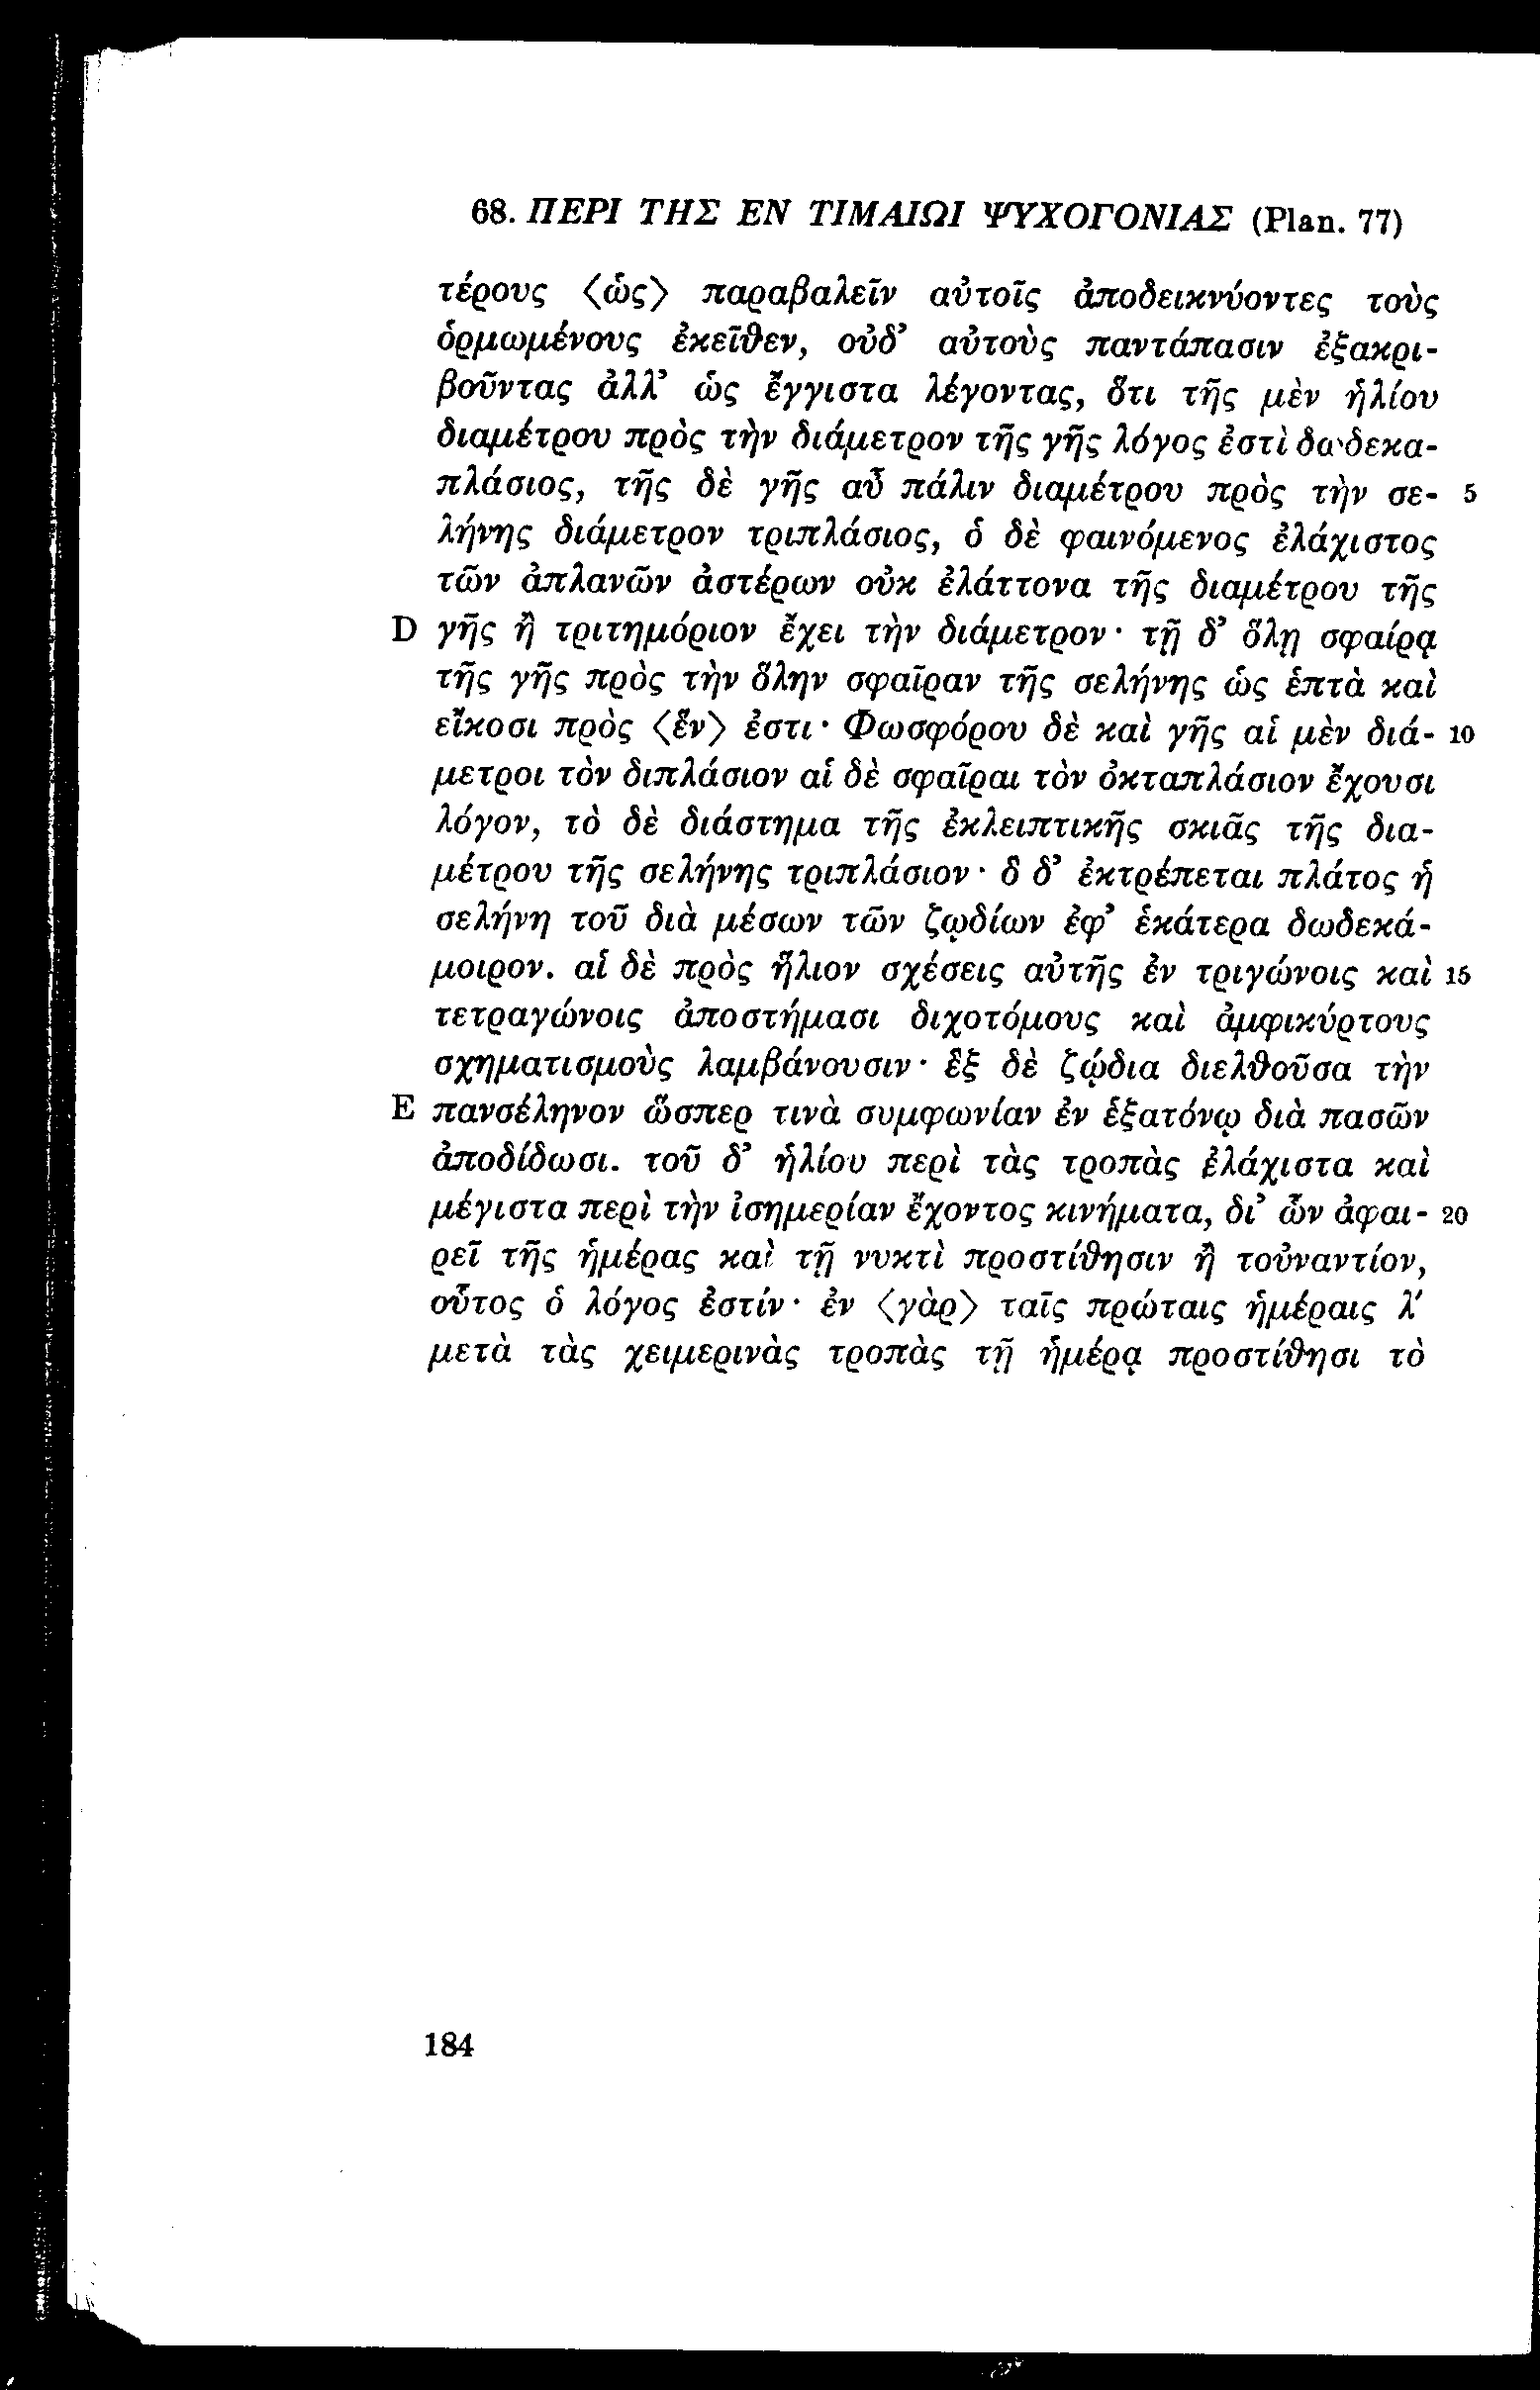 68. ΠΕΡΙ ΤΗΣ ΕΝ ΤΙΜΑΙΩΙ ΨΥΧΟΓΟΝΙΑΣ (Plan. 77)
τέρους ⟨ὡς⟩ παραβαλεῖν αὐτοῖς ἀποδεικνύοντες τοὺς
ὁρμωμένους ἐκεῖθεν, οὐδ’ αὐτοὺς παντάπασιν ἐξακρι-
βοῦντας ἀλλ’ ὡς ἔγγιστα λέγοντας, ὅτι τῆς μὲν ἡλίου
διαμέτρου πρὸς τὴν διάμετρον τῆς γῆς λόγος ἐστὶ δωδεκα-
πλάσιος, τῆς δὲ γῆς αὖ πάλιν διαμέτρου πρὸς τὴν σε- 5
λήνης διάμετρον τριπλάσιος, ὁ δὲ φαινόμενος ἐλάχιστος
τῶν ἀπλανῶν ἀστέρων οὐκ ἐλάττονα τῆς διαμέτρου τῆς
D γῆς ἢ τριτημόριον ἔχει τὴν διάμετρον· τῇ δ’ ὅλῃ σφαίρᾳ
τῆς γῆς πρὸς τὴν ὅλην σφαῖραν τῆς σελήνης ὡς ἑπτὰ καὶ
εἴκοσι πρὸς ⟨ἕν⟩ ἐστι· Φωσφόρου δὲ καὶ γῆς αἱ μὲν διά- 10
μετροι τὸν διπλάσιον αἱ δὲ σφαῖραι τὸν ὀκταπλάσιον ἔχουσι
λόγον, τὸ δὲ διάστημα τῆς ἐκλειπτικῆς σκιᾶς τῆς δια-
μέτρου τῆς σελήνης τριπλάσιον· ὃ δ’ ἐκτρέπεται πλάτος ἡ
σελήνη τοῦ διὰ μέσων τῶν ζῳδίων ἐφ’ ἑκάτερα δωδεκά-
μοιρον. αἱ δὲ πρὸς ἥλιον σχέσεις αὐτῆς ἐν τριγώνοις καὶ 15
τετραγώνοις ἀποστήμασι διχοτόμους καὶ ἀμφικύρτους
σχηματισμοὺς λαμβάνουσιν· ἓξ δὲ ζῴδια διελθοῦσα τὴν
E πανσέληνον ὥσπερ τινὰ συμφωνίαν ἐν ἑξατόνῳ διὰ πασῶν
ἀποδίδωσι. τοῦ δ’ ἡλίου περὶ τὰς τροπὰς ἐλάχιστα καὶ
μέγιστα περὶ τὴν ἰσημερίαν ἔχοντος κινήματα, δι’ ὧν ἀφαι- 20
ρεῖ τῆς ἡμέρας καὶ τῇ νυκτὶ προστίθησιν ἢ τοὐναντίον,
οὗτος ὁ λόγος ἐστίν· ἐν ⟨γὰρ⟩ ταῖς πρώταις ἡμέραις λ′
μετὰ τὰς χειμερινὰς τροπὰς τῇ ἡμέρᾳ προστίθησι τὸ
184